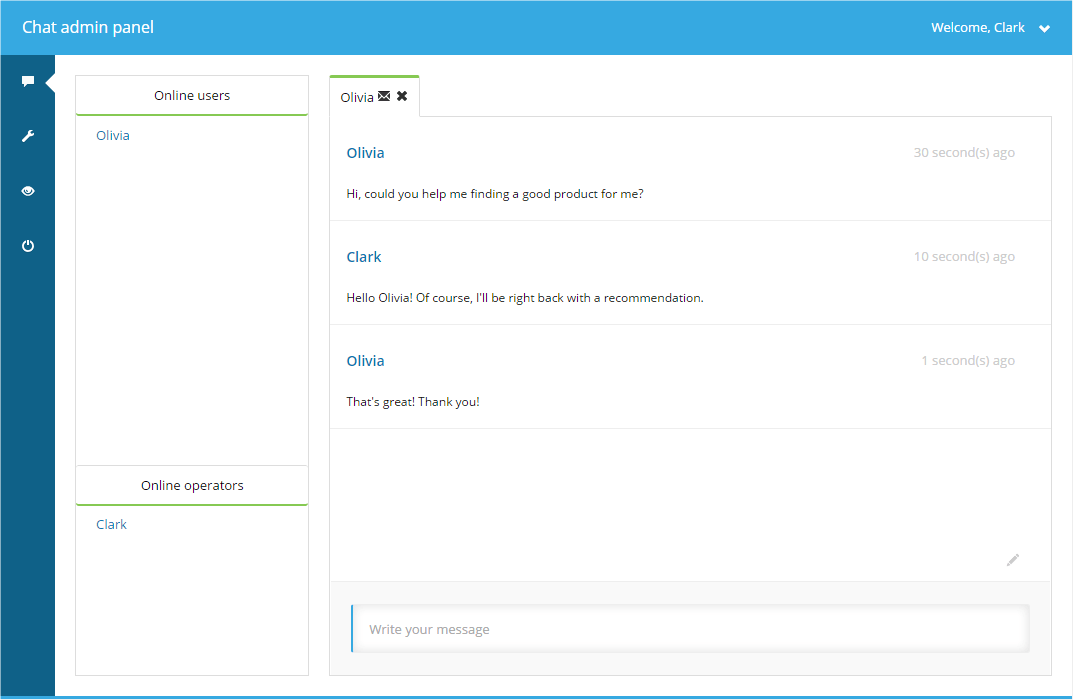 Chat admin panel
Welcome, Clark
Online users
Olivia
Online operators
Clark
Olivia
Olivia
30 second(s) ago
Hi, could you help me finding a good product for me?
Clark
10 second(s) ago
Hello Olivia! Of course, I'll be right back with a recommendation.
Olivia
1 second(s) ago
That's great! Thank you!
Write your message